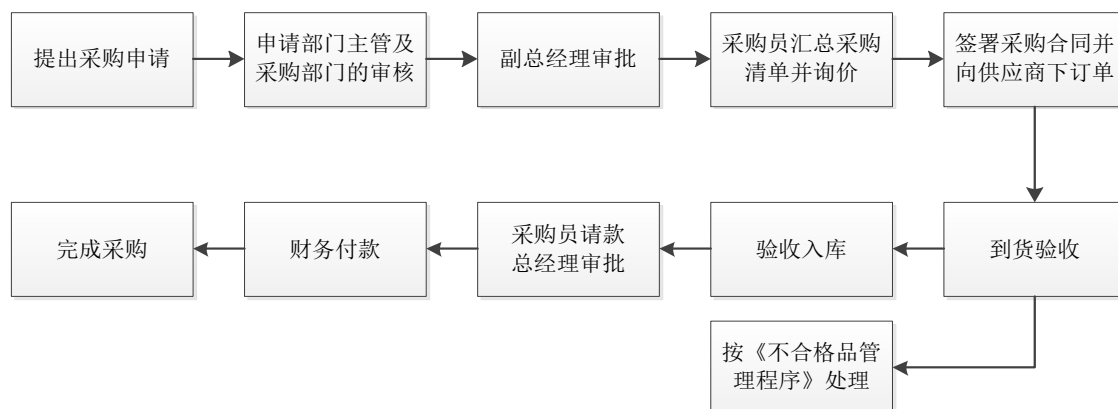 提出采购申请
申请部门主管及
采购部门的审核
副总经理审批
采购员汇总采购
清单并询价
签署采购合同并
向供应商下订单
完成采购
财务付款
采购员请款
总经理审批
验收入库
到货验收
按《不合格品管
理程序》处理